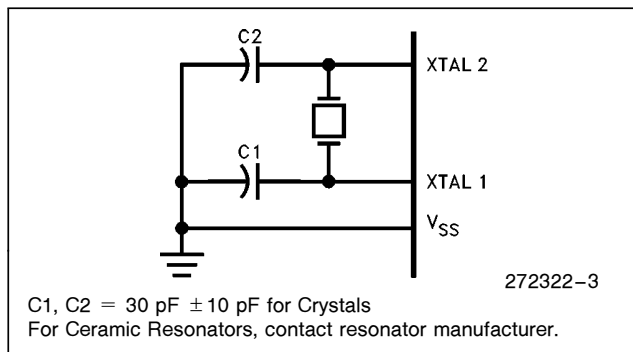 C2
XTAL 2
C1
XTAL 1
VSS
272322-3
C1, C2 = 30 pF ±10 pF for Crystals
For Ceramic Resonators, contact resonator manufacturer.